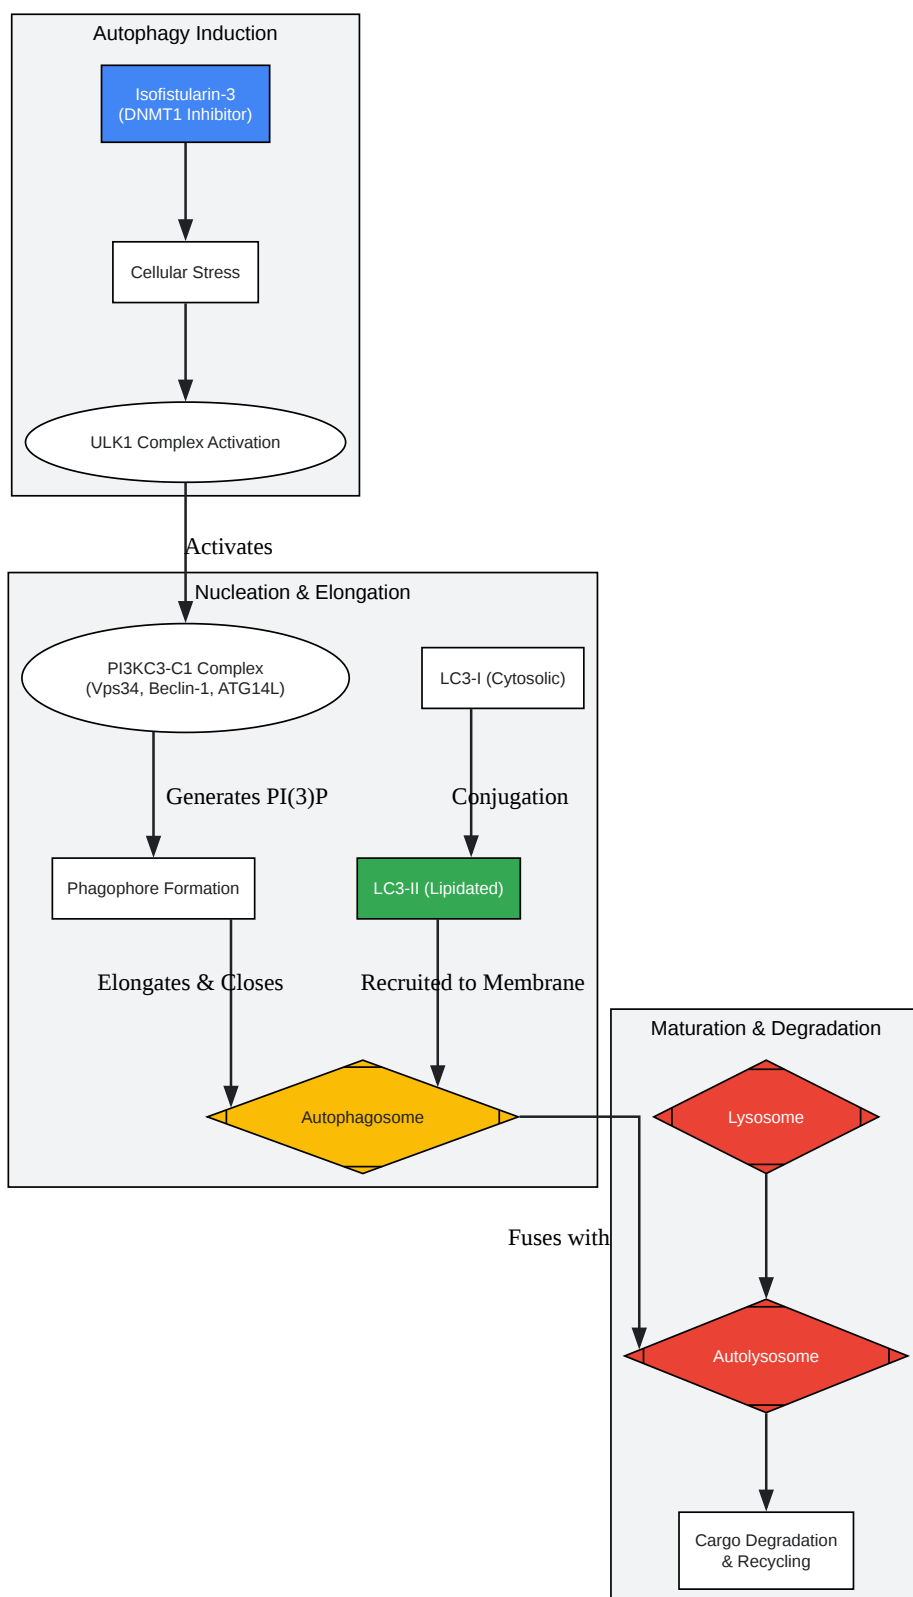 Autophagy Induction
Isofistularin-3
(DNMT1 Inhibitor)
Cellular Stress
ULK1 Complex Activation
Activates
Nucleation & Elongation
PI3KC3-C1 Complex
(Vps34, Beclin-1, ATG14L)
LC3-I (Cytosolic)
Generates PI(3)P
Conjugation
Phagophore Formation
LC3-II (Lipidated)
Elongates & Closes
Recruited to Membrane
Autophagosome
Maturation & Degradation
Lysosome
Fuses with
Autolysosome
Cargo Degradation
& Recycling